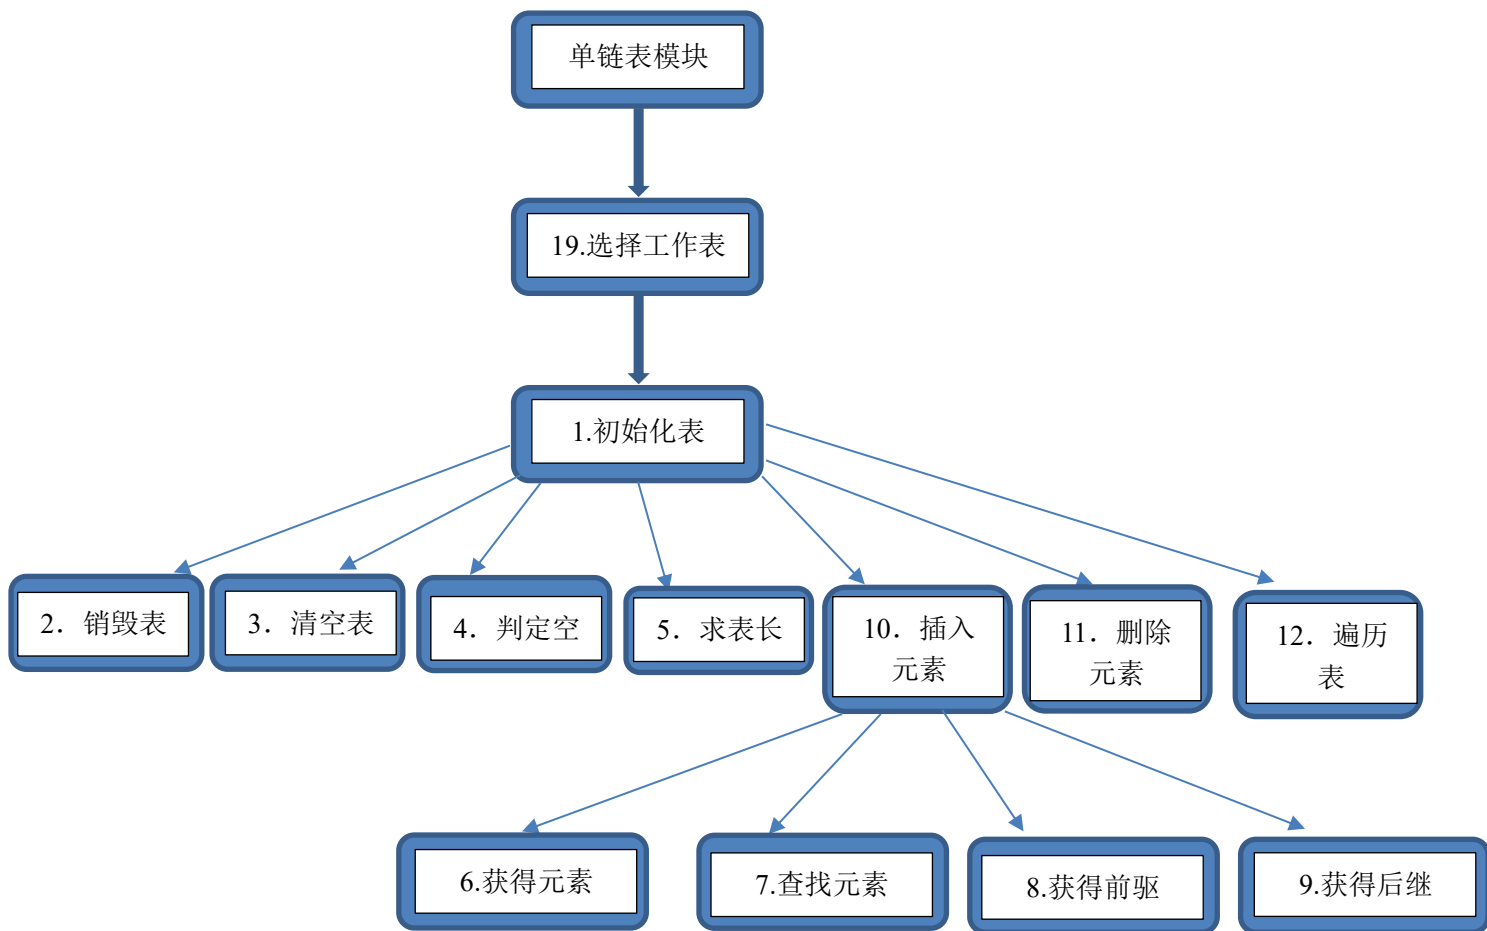 单链表模块
19.选择工作表
1.初始化表
2．销毁表
3．清空表
4．判定空
5．求表长
10．插入
元素
11．删除
元素
12．遍历
表
6.获得元素
7.查找元素
8.获得前驱
9.获得后继